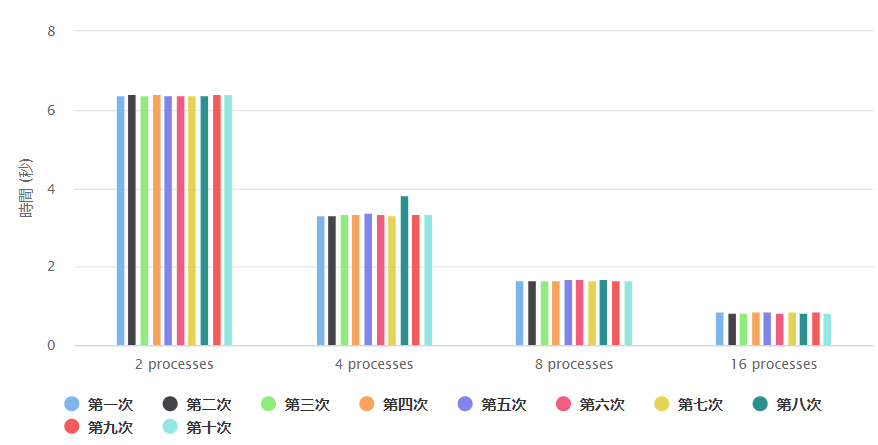 8
6
4
2
0
時間 (秒)
2 processes
4 processes
8 processes
16 processes
第一次 第二次 第三次 第四次 第五次 第六次 第七次 第八次
第九次 第十次